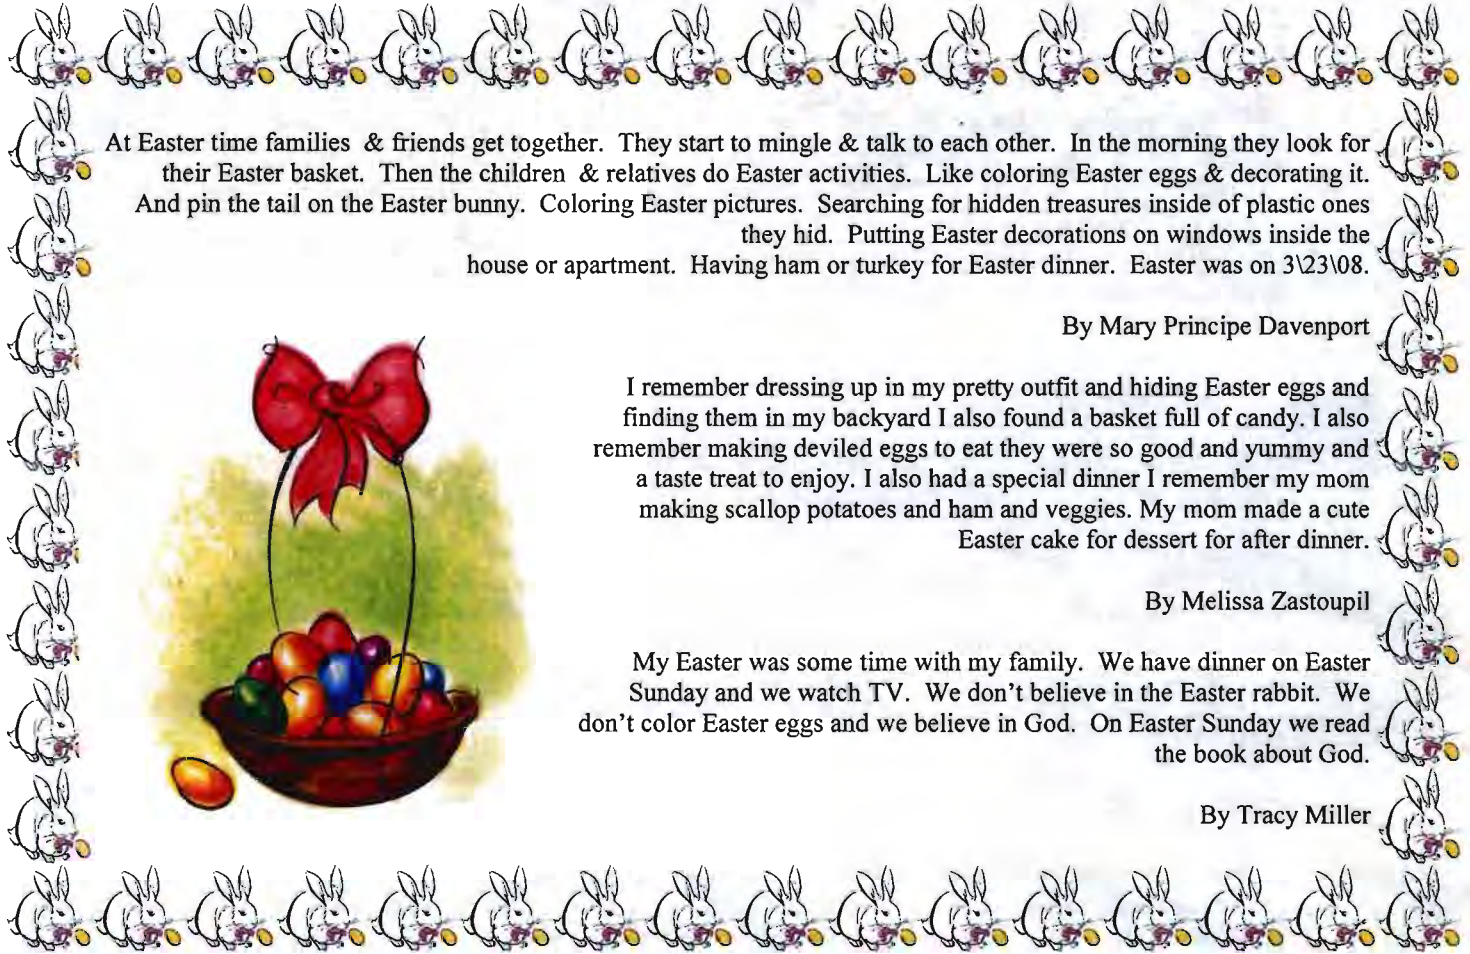 At Easter time families & friends get together. They start to mingle & talk to each other. In the morning they look for
their Easter basket. Then the children & relatives do Easter activities. Like coloring Easter eggs & decorating it.
And pin the tail on the Easter bunny. Coloring Easter pictures. Searching for hidden treasures inside of plastic ones
they hid. Putting Easter decorations on windows inside the
house or apartment. Having ham or turkey for Easter dinner. Easter was on 3\23\08.
By Mary Principe Davenport
I remember dressing up in my pretty outfit and hiding Easter eggs and
finding them in my backyard I also found a basket full of candy. I also
remember making deviled eggs to eat they were so good and yummy and
a taste treat to enjoy. I also had a special dinner I remember my mom
making scallop potatoes and ham and veggies. My mom made a cute
Easter cake for dessert for after dinner.
By Melissa Zastoupil
My Easter was some time with my family. We have dinner on Easter
Sunday and we watch TV. We don't believe in the Easter rabbit. We
don't color Easter eggs and we believe in God. On Easter Sunday we read
the book about God.
By Tracy Miller